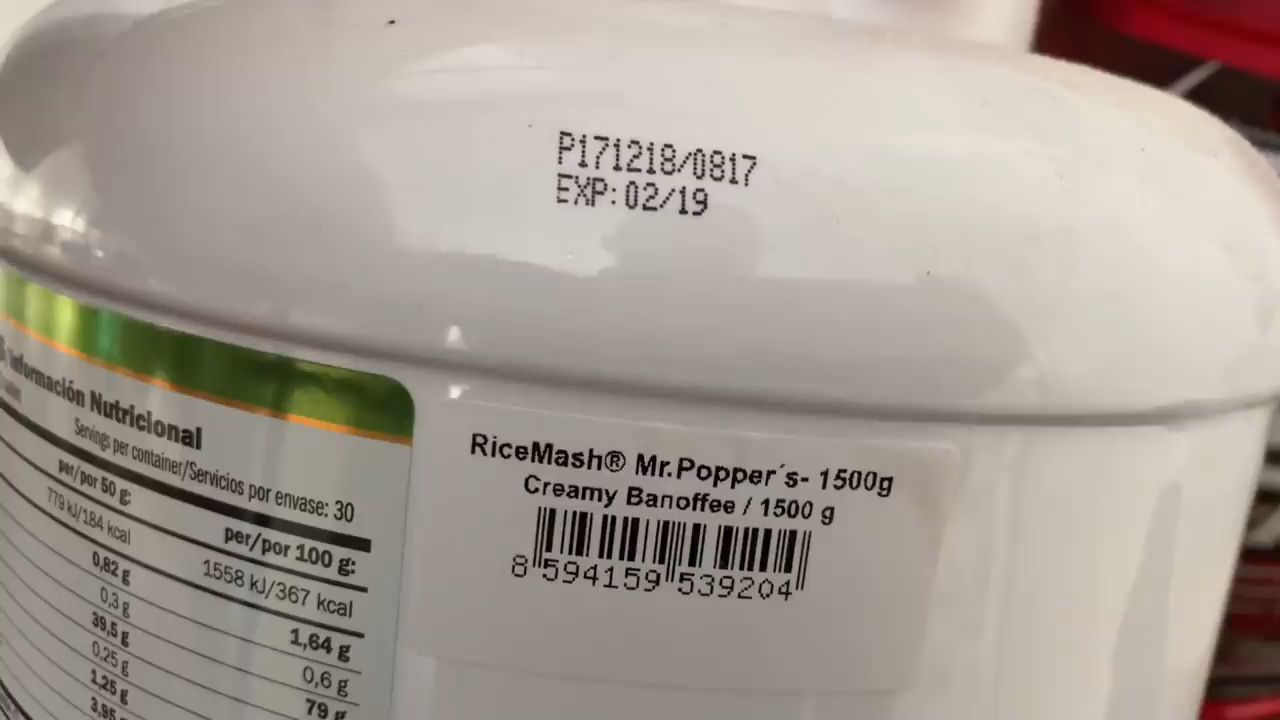 P171218/0817
EXP:02/19
Información Nutricional
Servings per container/Servicios por envase: 30
per/por 50 g: per/por 100 g:
779 kJ/184 kcal 1558 kJ/367 kcal
0,82 g 1,64 g
0,3 g 0,6 g
39,5 g 79 g
0,25 g
1,25 g
3,95
RiceMash® Mr.Popper´s- 1500g
Creamy Banoffee / 1500 g
8 594159 539204